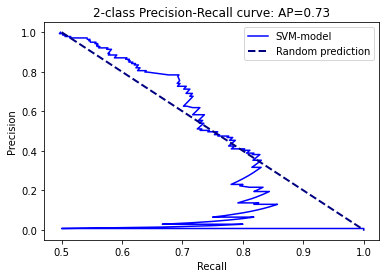 2-class Precision-Recall curve: AP=0.73
SVM-model
Random prediction
Precision
1.0
0.8
0.6
0.4
0.2
0.0
0.5 0.6 0.7 0.8 0.9 1.0
Recall